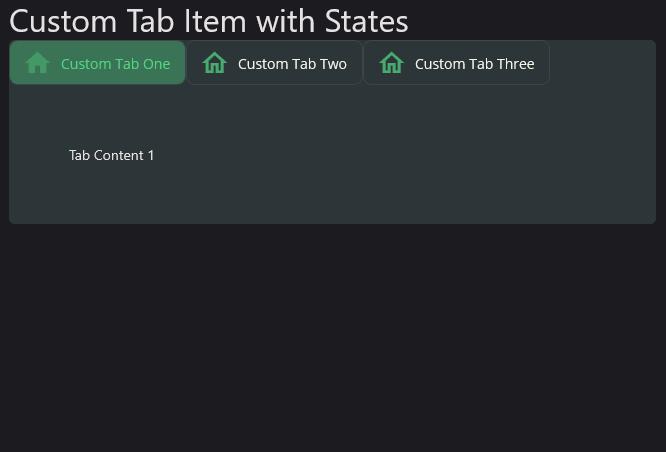 Custom Tab Item with States
Custom Tab One Custom Tab Two Custom Tab Three
Tab Content 1